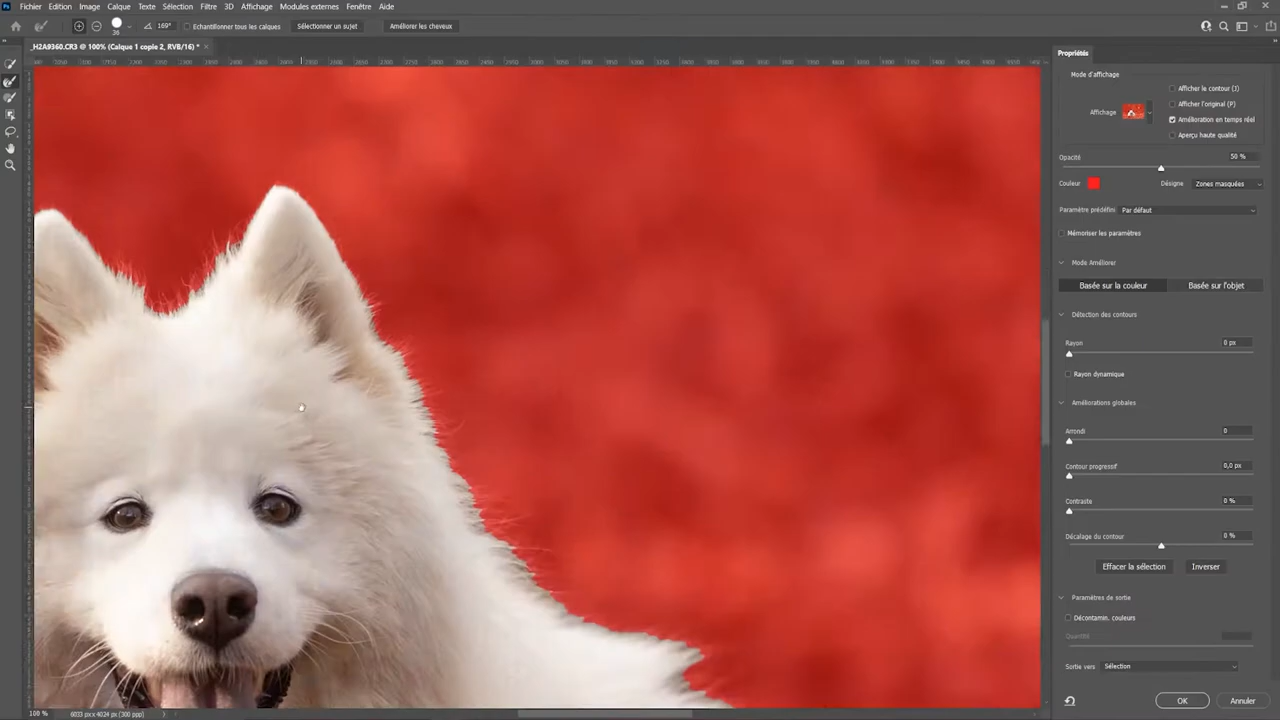 Ps Fichier Edition Image Calque Texte Sélection Filtre 3D Affichage Modules externes Fenêtre Aide
36 169° Echantillonner tous les calques Sélectionner un sujet Améliorer les cheveux
_H2A9360.CR3 @ 100% (Calque 1 copie 2, RVB/16) * ×
Propriétés
Mode d'affichage
Afficher le contour (J)
Affichage
Afficher l'original (P)
Amélioration en temps réel
Aperçu haute qualité
Opacité 50 %
Couleur Désigne Zones masquées
Paramètre prédéfini Par défaut
Mémoriser les paramètres
Mode Améliorer
Basée sur la couleur Basée sur l'objet
Détection des contours
Rayon 0 px
Rayon dynamique
Améliorations globales
Arrondi 0
Contour progressif 0,0 px
Contraste 0 %
Décalage du contour 0 %
Effacer la sélection Inverser
Paramètres de sortie
Décontamin. couleurs
Quantité
Sortie vers Sélection
OK Annuler
100 % 6033 px x 4024 px (300 ppp)